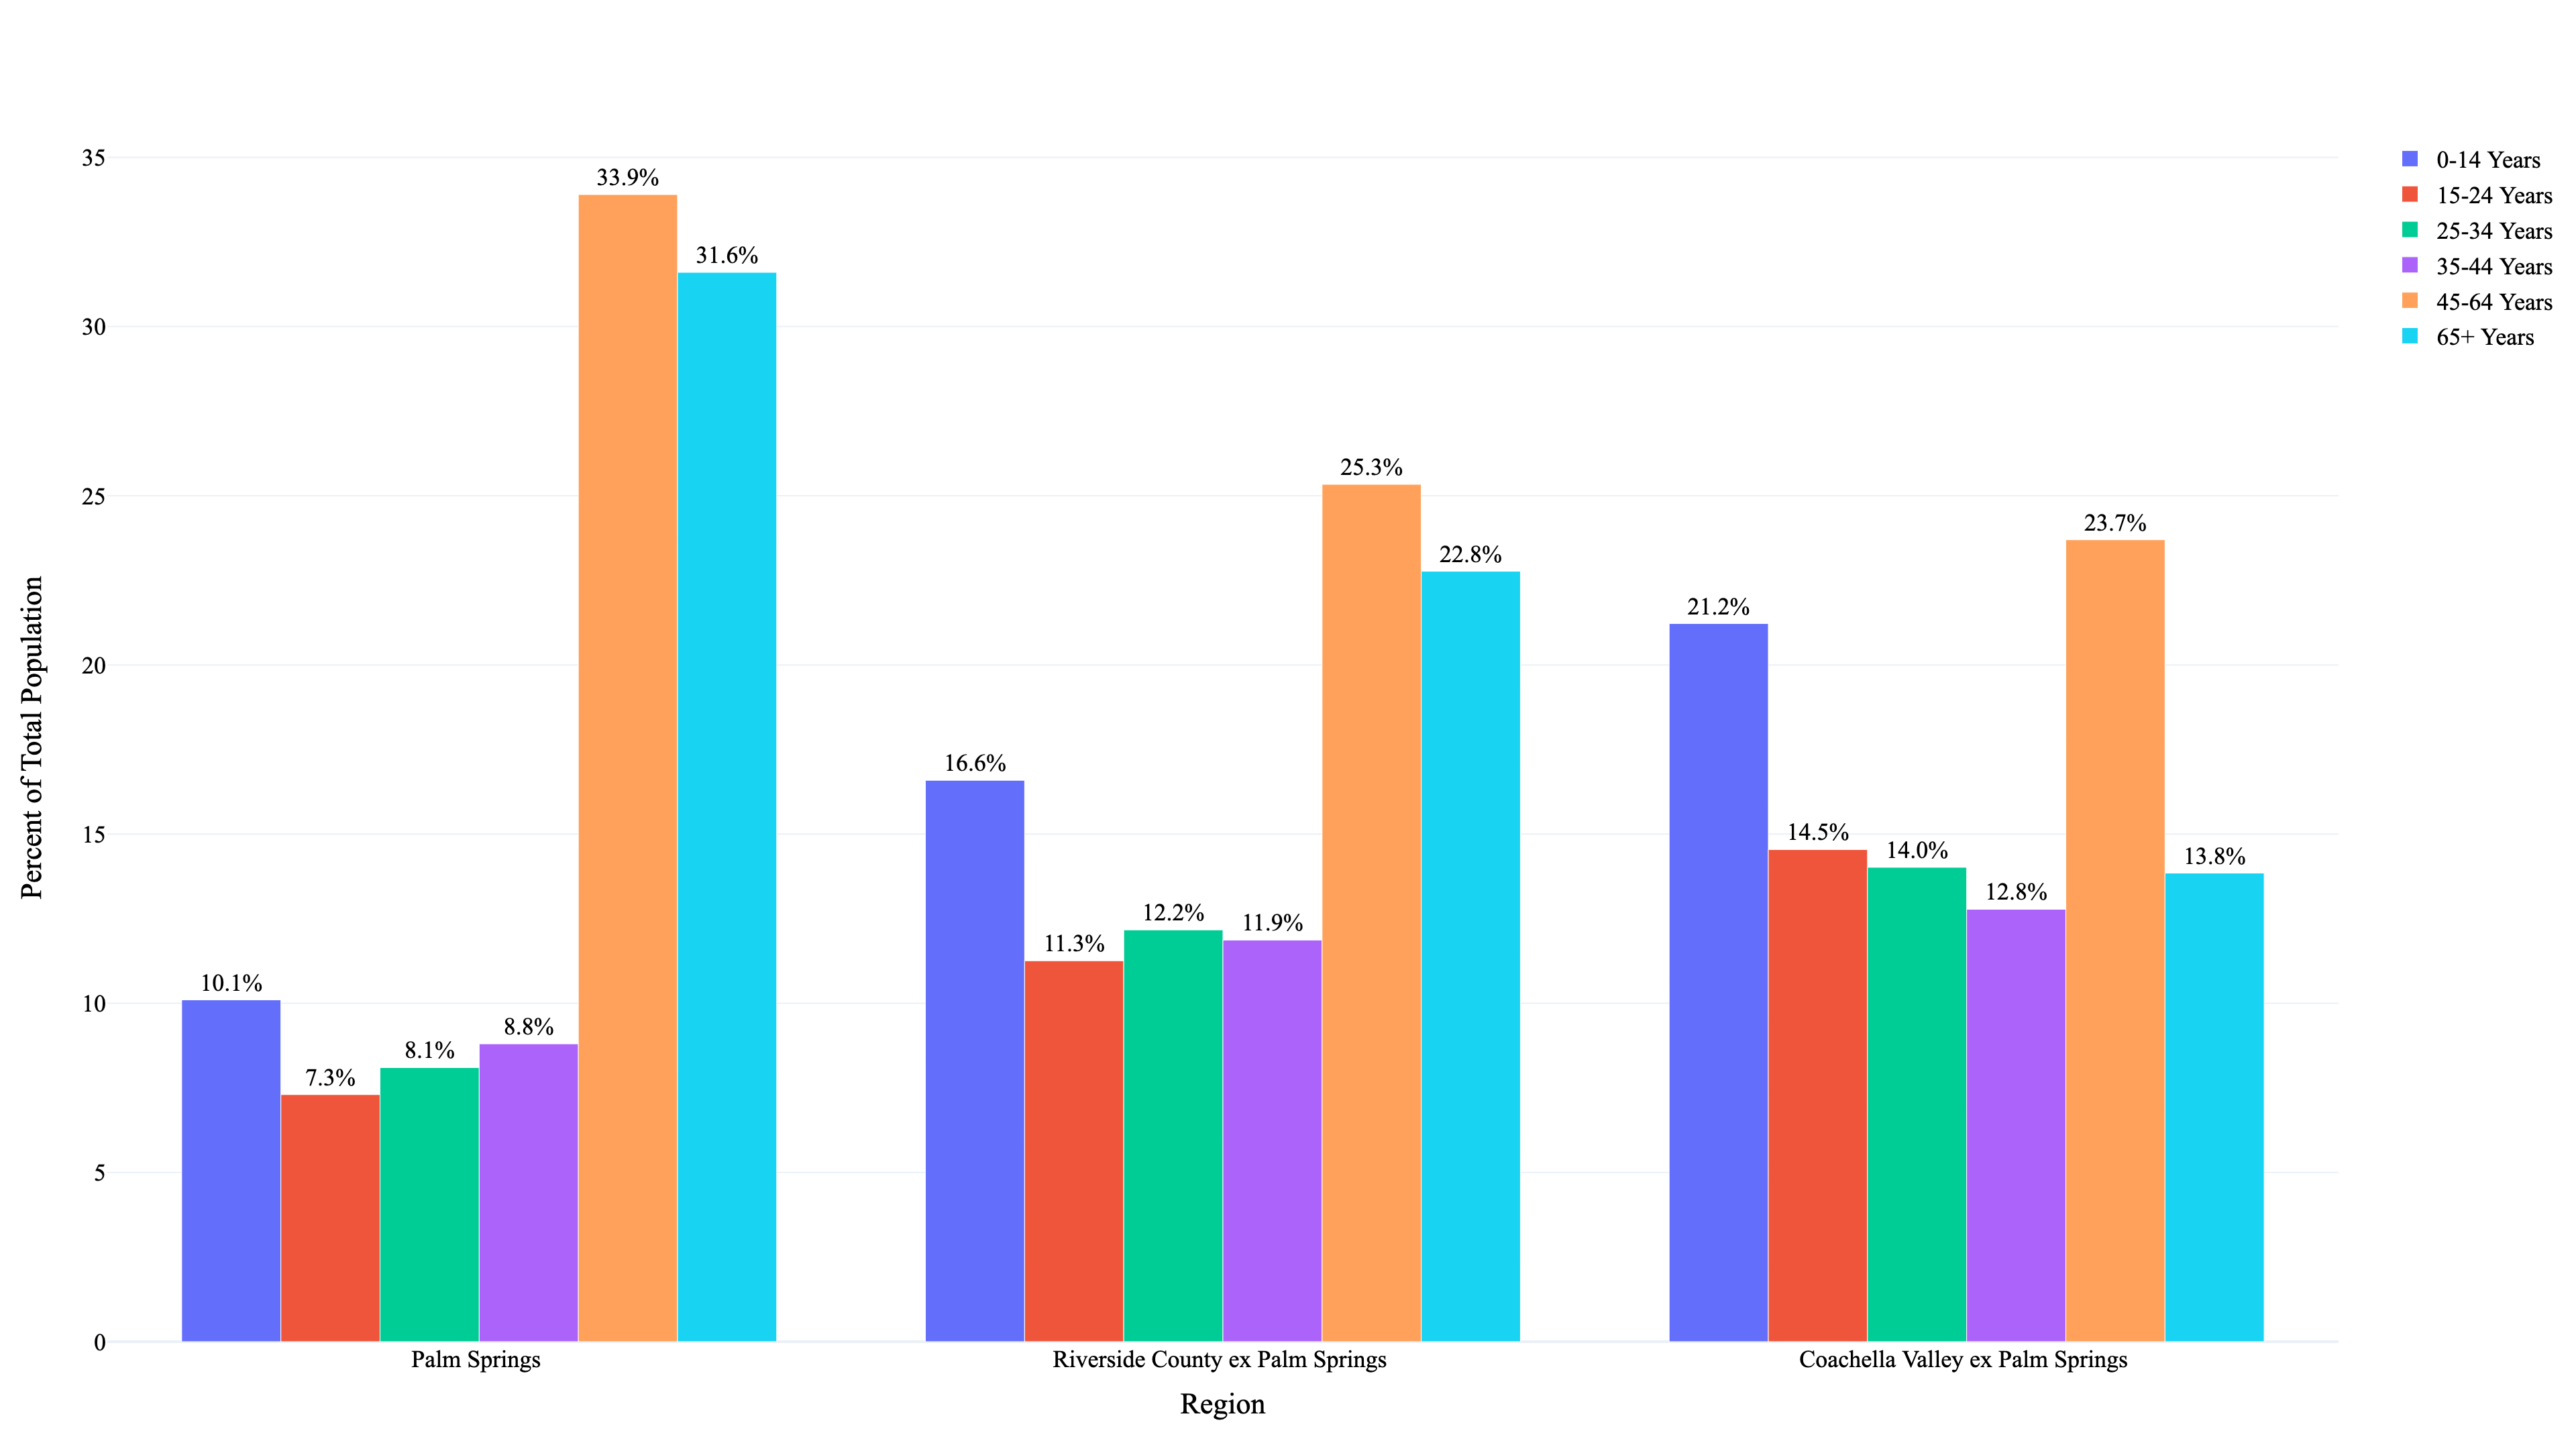 35
30
25
20
15
10
5
0
Percent of Total Population
10.1%
7.3%
8.1%
8.8%
33.9%
31.6%
16.6%
11.3%
12.2%
11.9%
25.3%
22.8%
21.2%
14.5%
14.0%
12.8%
23.7%
13.8%
Palm Springs
Riverside County ex Palm Springs
Coachella Valley ex Palm Springs
Region
0-14 Years
15-24 Years
25-34 Years
35-44 Years
45-64 Years
65+ Years